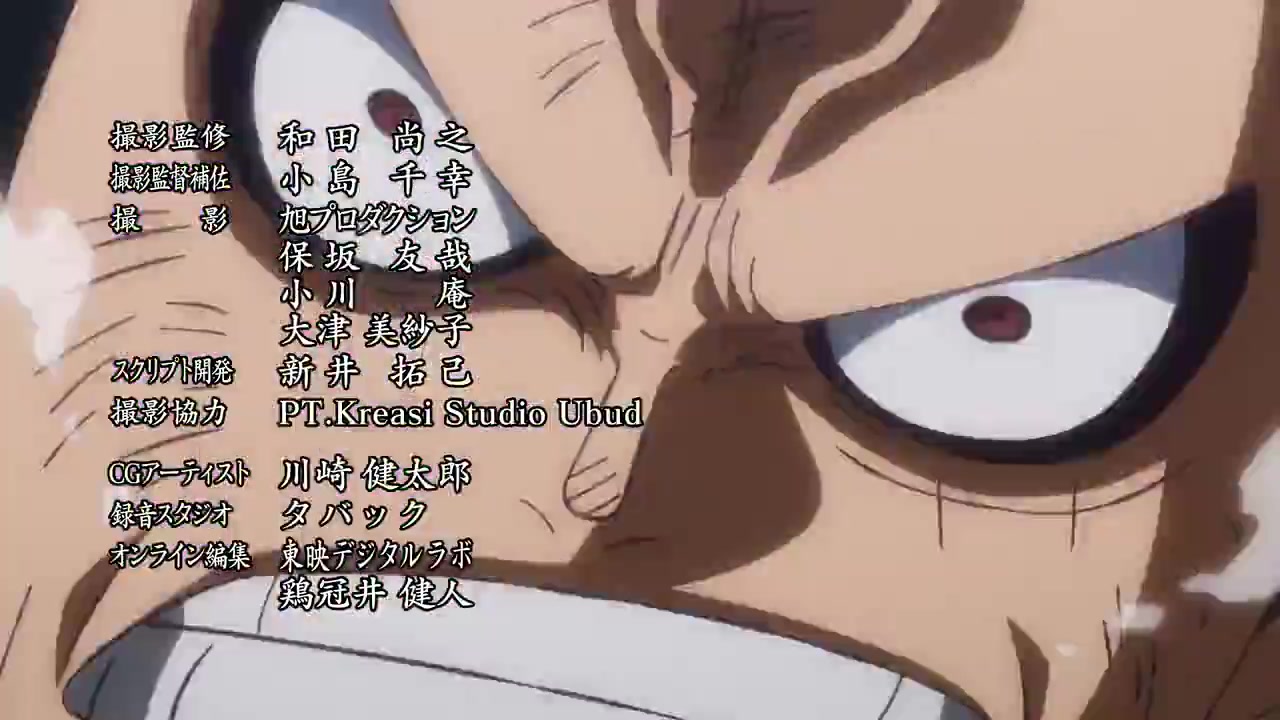 撮影監修 和田 尚之
撮影監督補佐 小島 千幸
撮 影 旭プロダクション
保坂 友哉
小川 庵
大津 美紗子
スクリプト開発 新井 拓己
撮影協力 PT.Kreasi Studio Ubud
CGアーティスト 川崎 健太郎
録音スタジオ タバック
オンライン編集 東映デジタルラボ
鶏冠井 健人